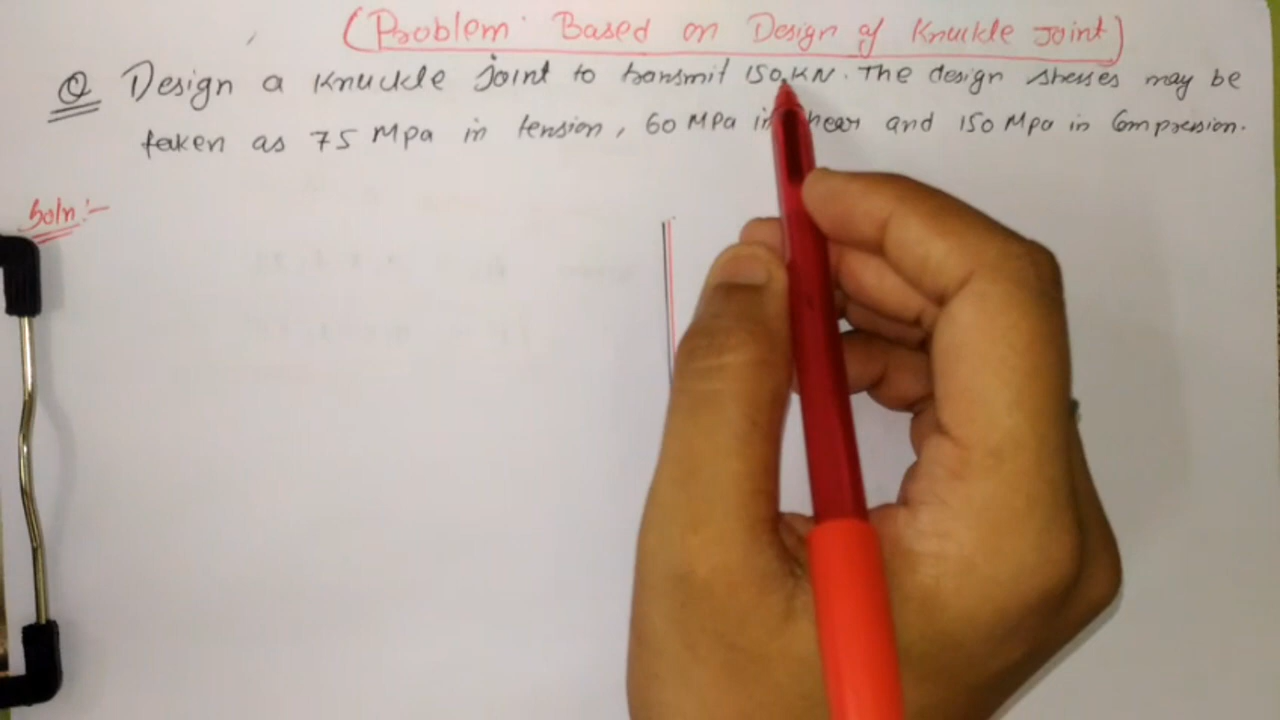 (Problem Based on Design of Knuckle Joint)
Q Design a Knuckle Joint to transmit 150 KN. The design stresses may be
taken as 75 MPa in tension, 60 MPa in and 150 MPa in Compression.
Soln:-